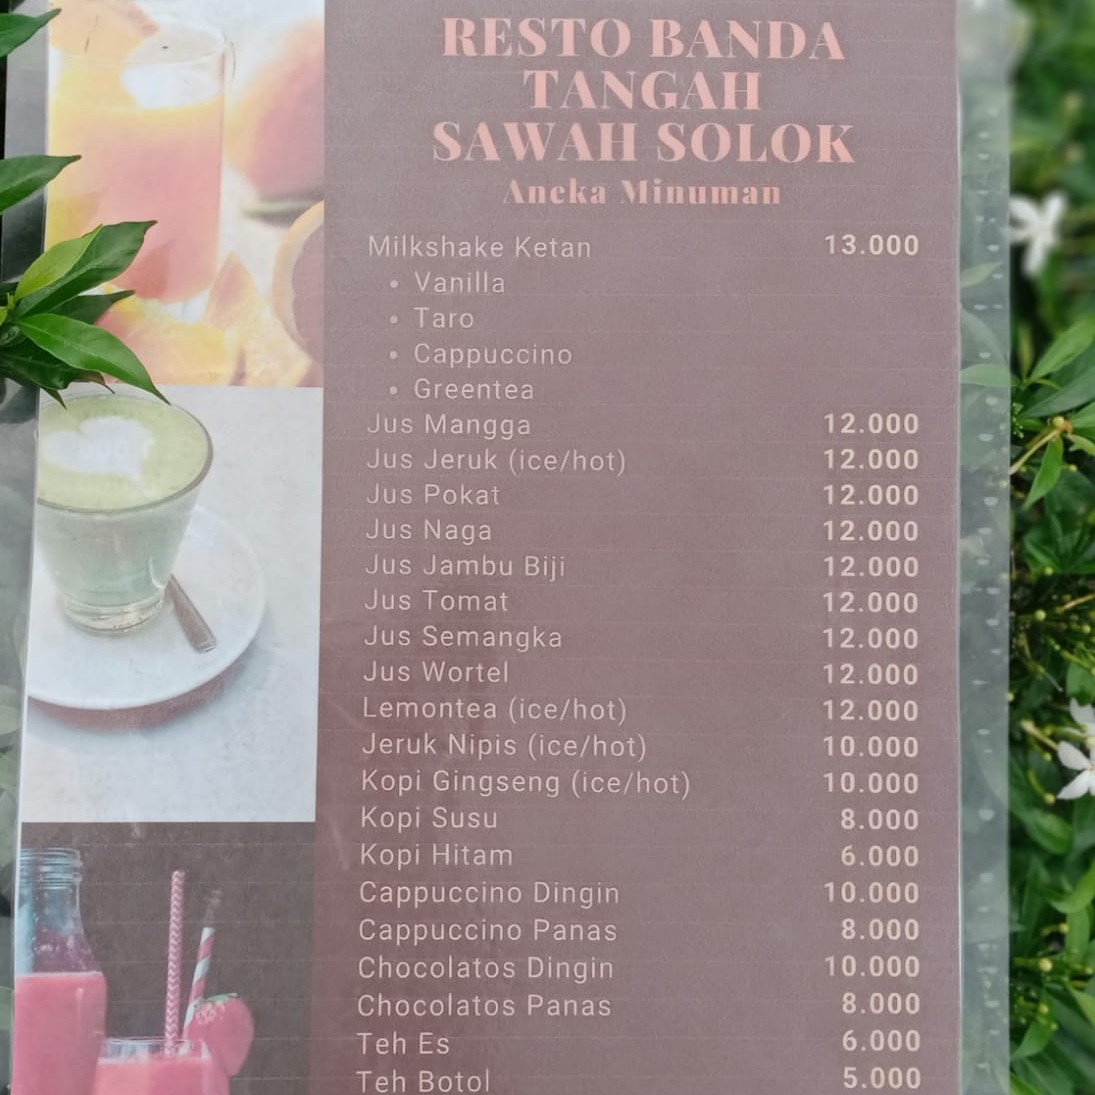 RESTO BANDA
TANGAH
SAWAH SOLOK
Aneka Minuman
Milkshake Ketan 13.000
• Vanilla
• Taro
• Cappuccino
• Greentea
Jus Mangga 12.000
Jus Jeruk (ice/hot) 12.000
Jus Pokat 12.000
Jus Naga 12.000
Jus Jambu Biji 12.000
Jus Tomat 12.000
Jus Semangka 12.000
Jus Wortel 12.000
Lemontea (ice/hot) 12.000
Jeruk Nipis (ice/hot) 10.000
Kopi Gingseng (ice/hot) 10.000
Kopi Susu 8.000
Kopi Hitam 6.000
Cappuccino Dingin 10.000
Cappuccino Panas 8.000
Chocolatos Dingin 10.000
Chocolatos Panas 8.000
Teh Es 6.000
Teh Botol 5.000